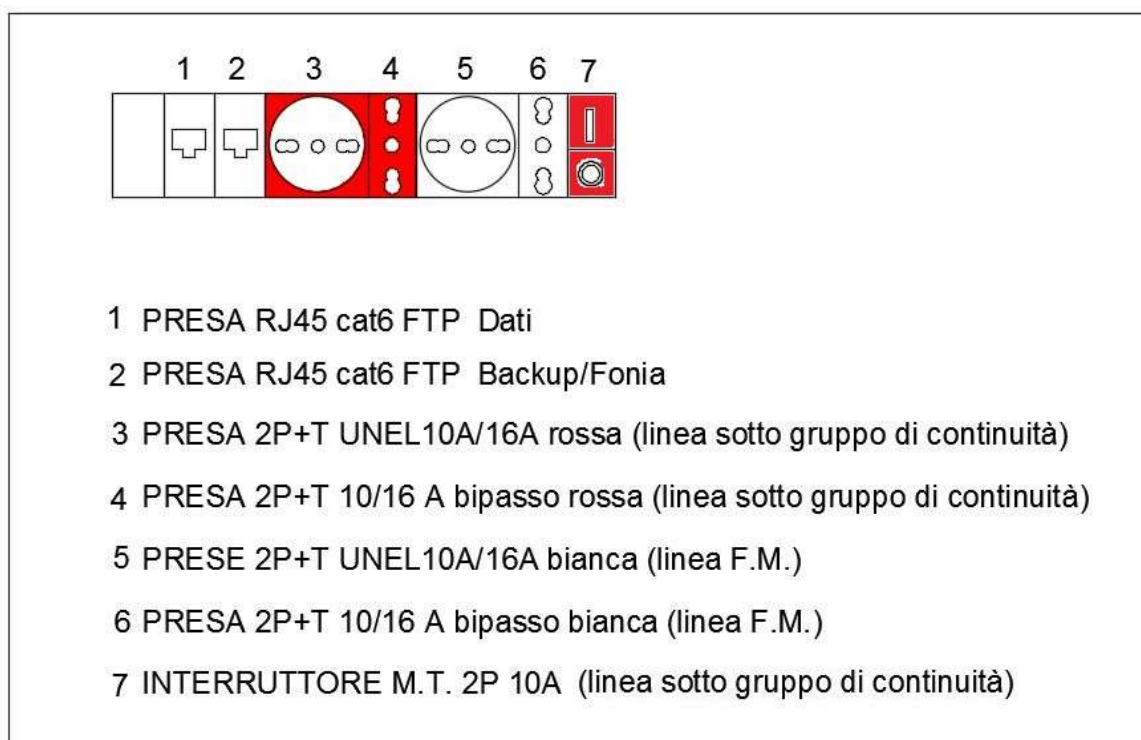 1 2 3 4 5 6 7
1 PRESA RJ45 cat6 FTP Dati
2 PRESA RJ45 cat6 FTP Backup/Fonia
3 PRESA 2P+T UNEL10A/16A rossa (linea sotto gruppo di continuità)
4 PRESA 2P+T 10/16 A bipasso rossa (linea sotto gruppo di continuità)
5 PRESE 2P+T UNEL10A/16A bianca (linea F.M.)
6 PRESA 2P+T 10/16 A bipasso bianca (linea F.M.)
7 INTERRUTTORE M.T. 2P 10A (linea sotto gruppo di continuità)